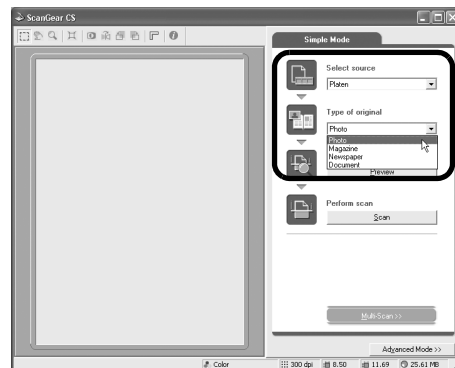 ScanGear CS
Simple Mode
Select source
Platen
Type of original
Photo
Photo
Magazine
Newspaper
Document
Preview
Perform scan
Scan
Multi-Scan >>
Advanced Mode >>
Color 300 dpi 8.50 11.69 25.61 MB